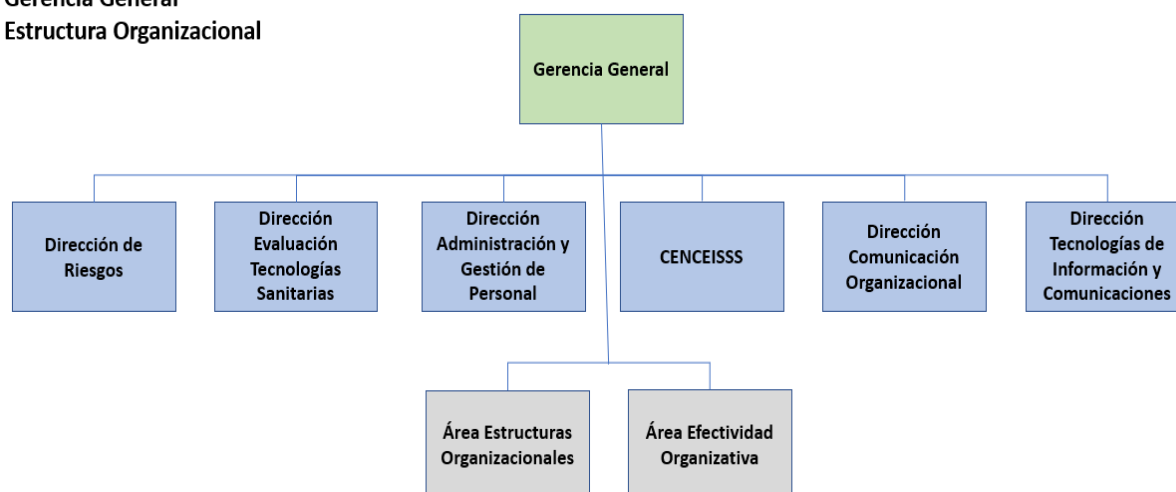 Gerencia General
Estructura Organizacional
Gerencia General
Dirección de
Riesgos
Dirección
Evaluación
Tecnologías
Sanitarias
Dirección
Administración y
Gestión de
Personal
CENCEISSS
Dirección
Comunicación
Organizacional
Dirección
Tecnologías de
Información y
Comunicaciones
Área Estructuras
Organizacionales
Área Efectividad
Organizativa